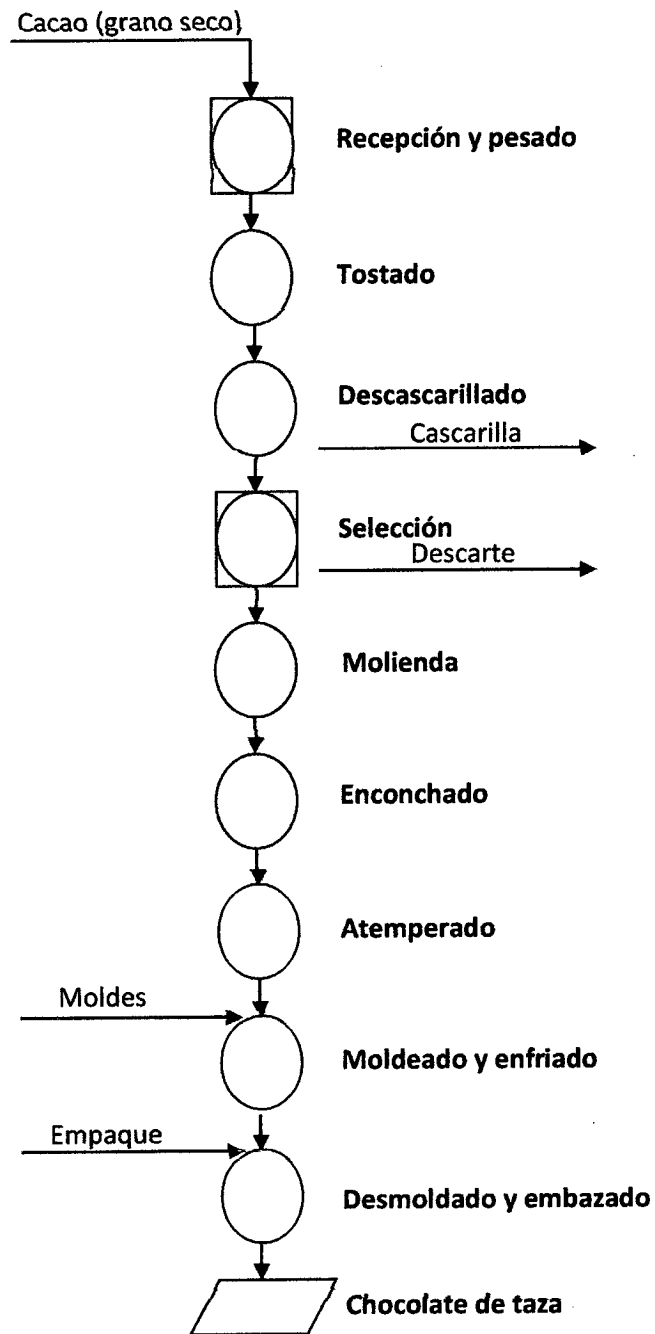 Cacao (grano seco)
Recepción y pesado
Tostado
Descascarillado
Cascarilla
Selección
Descarte
Molienda
Enconchado
Atemperado
Moldes
Moldeado y enfriado
Empaque
Desmoldado y embazado
Chocolate de taza